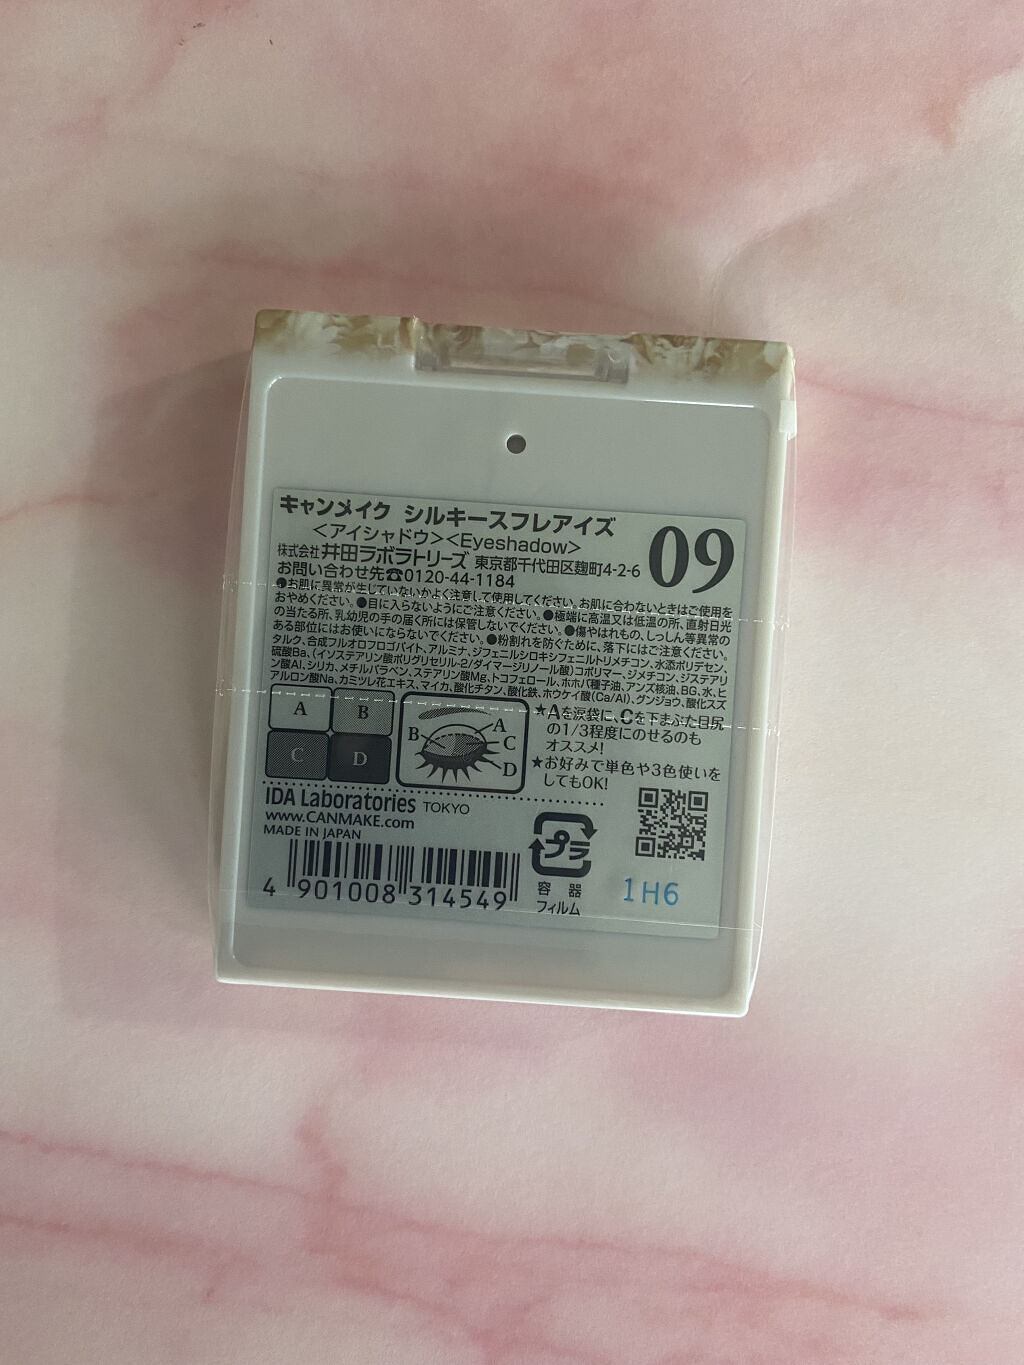 キャンメイク シルキースフレアイズ
<アイシャドウ><Eyeshadow>
09
株式会社 井田ラボラトリーズ 東京都千代田区麹町4-2-6
お問い合わせ先☎0120-44-1184
●お肌に異常が生じていないかよく注意して使用してください。お肌に合わないときはご使用を
おやめください。●目に入らないようにご注意ください。●極端に高温又は低温の所、直射日光
の当たる所、乳幼児の手の届く所には保管しないでください。●傷やはれもの、しっしん等異常の
ある部位にはお使いにならないでください。●粉割れを防ぐために、落下にはご注意ください。
タルク、合成フルオロフロゴパイト、アルミナ、ジフェニルシロキシフェニルトリメチコン、水添ポリデセン、
硫酸Ba、(イソステアリン酸ポリグリセリル-2/ダイマージリノール酸)コポリマー、ジメチコン、ジステアリ
ン酸Al、シリカ、メチルパラベン、ステアリン酸Mg、トコフェロール、ホホバ種子油、アンズ核油、BG、水、ヒ
アルロン酸Na、カミツレ花エキス、マイカ、酸化チタン、酸化鉄、ホウケイ酸(Ca/Al)、グンジョウ、酸化スズ
A B
C D
A
B
C
D
★Aを涙袋に、Cを下まぶた目尻
の1/3程度にのせるのも
オススメ!
★お好みで単色や3色使いを
してもOK!
IDA Laboratories TOKYO
www.CANMAKE.com
MADE IN JAPAN
4 901008 314549
プラ
容器
フィルム
1H6